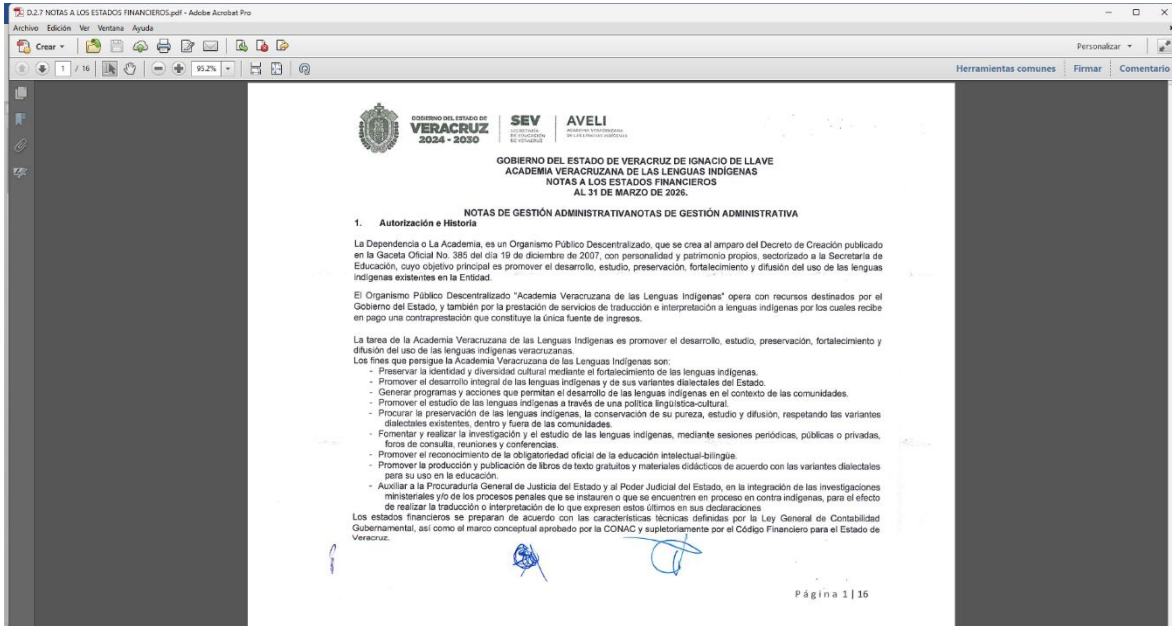 D.2.7 NOTAS A LOS ESTADOS FINANCIEROS.pdf - Adobe Acrobat Pro
Archivo Edición Ver Ventana Ayuda
Crear
Personalizar
1 / 16
95.2%
Herramientas comunes Firmar Comentario
GOBIERNO DEL ESTADO DE
VERACRUZ
2024 - 2030
SEV
SECRETARÍA
DE EDUCACIÓN
DE VERACRUZ
AVELI
ACADEMIA VERACRUZANA
DE LAS LENGUAS INDÍGENAS
GOBIERNO DEL ESTADO DE VERACRUZ DE IGNACIO DE LLAVE
ACADEMIA VERACRUZANA DE LAS LENGUAS INDÍGENAS
NOTAS A LOS ESTADOS FINANCIEROS
AL 31 DE MARZO DE 2026.
NOTAS DE GESTIÓN ADMINISTRATIVANOTAS DE GESTIÓN ADMINISTRATIVA
1. Autorización e Historia
La Dependencia o La Academia, es un Organismo Público Descentralizado, que se crea al amparo del Decreto de Creación publicado
en la Gaceta Oficial No. 385 del día 19 de diciembre de 2007, con personalidad y patrimonio propios, sectorizado a la Secretaría de
Educación, cuyo objetivo principal es promover el desarrollo, estudio, preservación, fortalecimiento y difusión del uso de las lenguas
indígenas existentes en la Entidad.
El Organismo Público Descentralizado "Academia Veracruzana de las Lenguas Indígenas" opera con recursos destinados por el
Gobierno del Estado, y también por la prestación de servicios de traducción e interpretación a lenguas indígenas por los cuales recibe
en pago una contraprestación que constituye la única fuente de ingresos.
La tarea de la Academia Veracruzana de las Lenguas Indígenas es promover el desarrollo, estudio, preservación, fortalecimiento y
difusión del uso de las lenguas indígenas veracruzanas.
Los fines que persigue la Academia Veracruzana de las Lenguas Indígenas son:
- Preservar la identidad y diversidad cultural mediante el fortalecimiento de las lenguas indígenas.
- Promover el desarrollo integral de las lenguas indígenas y de sus variantes dialectales del Estado.
- Generar programas y acciones que permitan el desarrollo de las lenguas indígenas en el contexto de las comunidades.
- Promover el estudio de las lenguas indígenas a través de una política lingüística-cultural.
- Procurar la preservación de las lenguas indígenas, la conservación de su pureza, estudio y difusión, respetando las variantes
dialectales existentes, dentro y fuera de las comunidades.
- Fomentar y realizar la investigación y el estudio de las lenguas indígenas, mediante sesiones periódicas, públicas o privadas,
foros de consulta, reuniones y conferencias.
- Promover el reconocimiento de la obligatoriedad oficial de la educación intelectual-bilingüe.
- Promover la producción y publicación de libros de texto gratuitos y materiales didácticos de acuerdo con las variantes dialectales
para su uso en la educación.
- Auxiliar a la Procuraduría General de Justicia del Estado y al Poder Judicial del Estado, en la integración de las investigaciones
ministeriales y/o de los procesos penales que se instauren o que se encuentren en proceso en contra indígenas, para el efecto
de realizar la traducción o interpretación de lo que expresen estos últimos en sus declaraciones
Los estados financieros se preparan de acuerdo con las características técnicas definidas por la Ley General de Contabilidad
Gubernamental, así como el marco conceptual aprobado por la CONAC y supletoriamente por el Código Financiero para el Estado de
Veracruz.
Página 1| 16